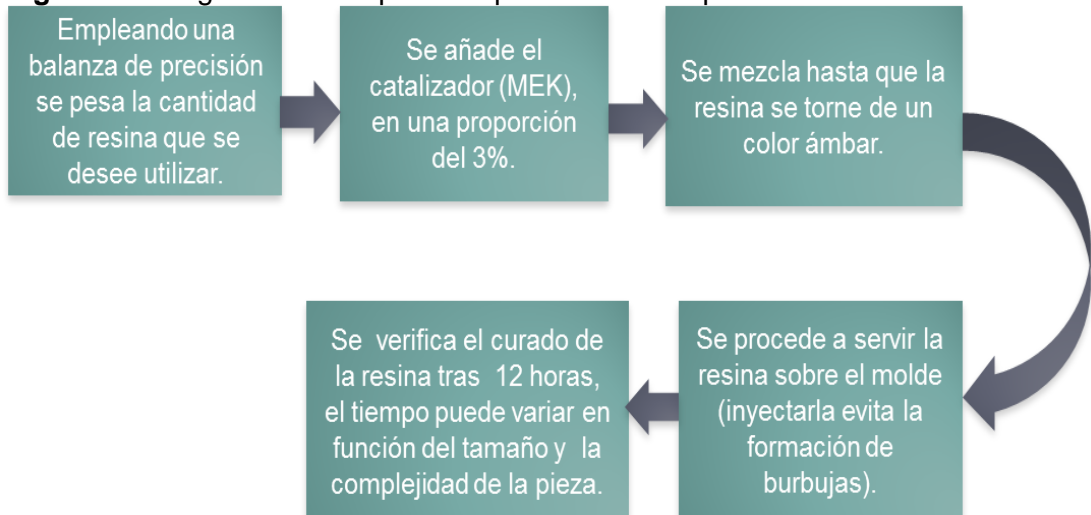 Empleando una
balanza de precisión
se pesa la cantidad
de resina que se
desee utilizar.
Se añade el
catalizador (MEK),
en una proporción
del 3%.
Se mezcla hasta que la
resina se torne de un
color ámbar.
Se procede a servir la
resina sobre el molde
(inyectarla evita la
formación de
burbujas).
Se verifica el curado de
la resina tras 12 horas,
el tiempo puede variar en
función del tamaño y la
complejidad de la pieza.